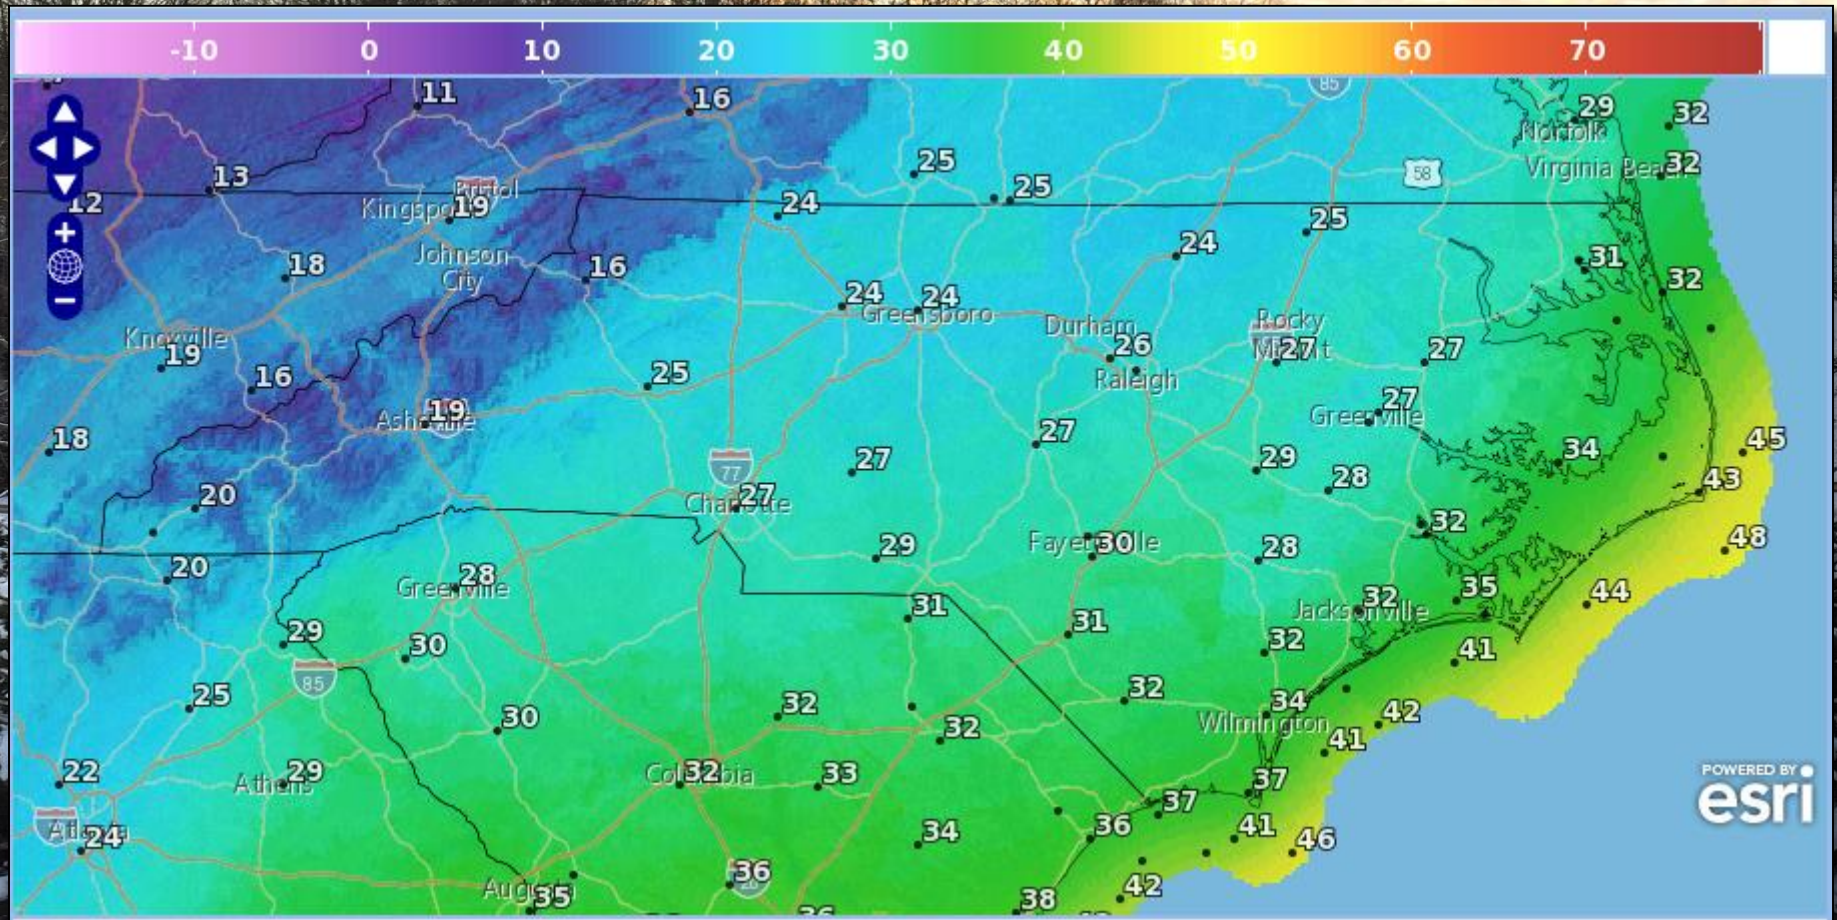 -10 0 10 20 30 40 50 60 70
85
11 16 29 32
Norfolk
25 32
Virginia Beach
13 25 58
Bristol
12 Kingsport 19 24 25
24
Johnson
City
18 16 31 32
24 24
Greensboro Durham Rocky
Knoxville 26 27 Mount 27
19
16 25 Raleigh
Asheville 19 27 Greenville
18 27 27 29 34 45
77 28 43
20 Charlotte 27 32
29 Fayetteville 30 28 48
20 Greenville 28
31 31 Jacksonville 32 35 44
29 30 32 41
85
25 30 32 32 32 34 42
Wilmington
41
22 Athens 29 Columbia 32 33 37
POWERED BY
esri
Atlanta 37
24 34 36 41 46
36 26
Augusta 35 38 42